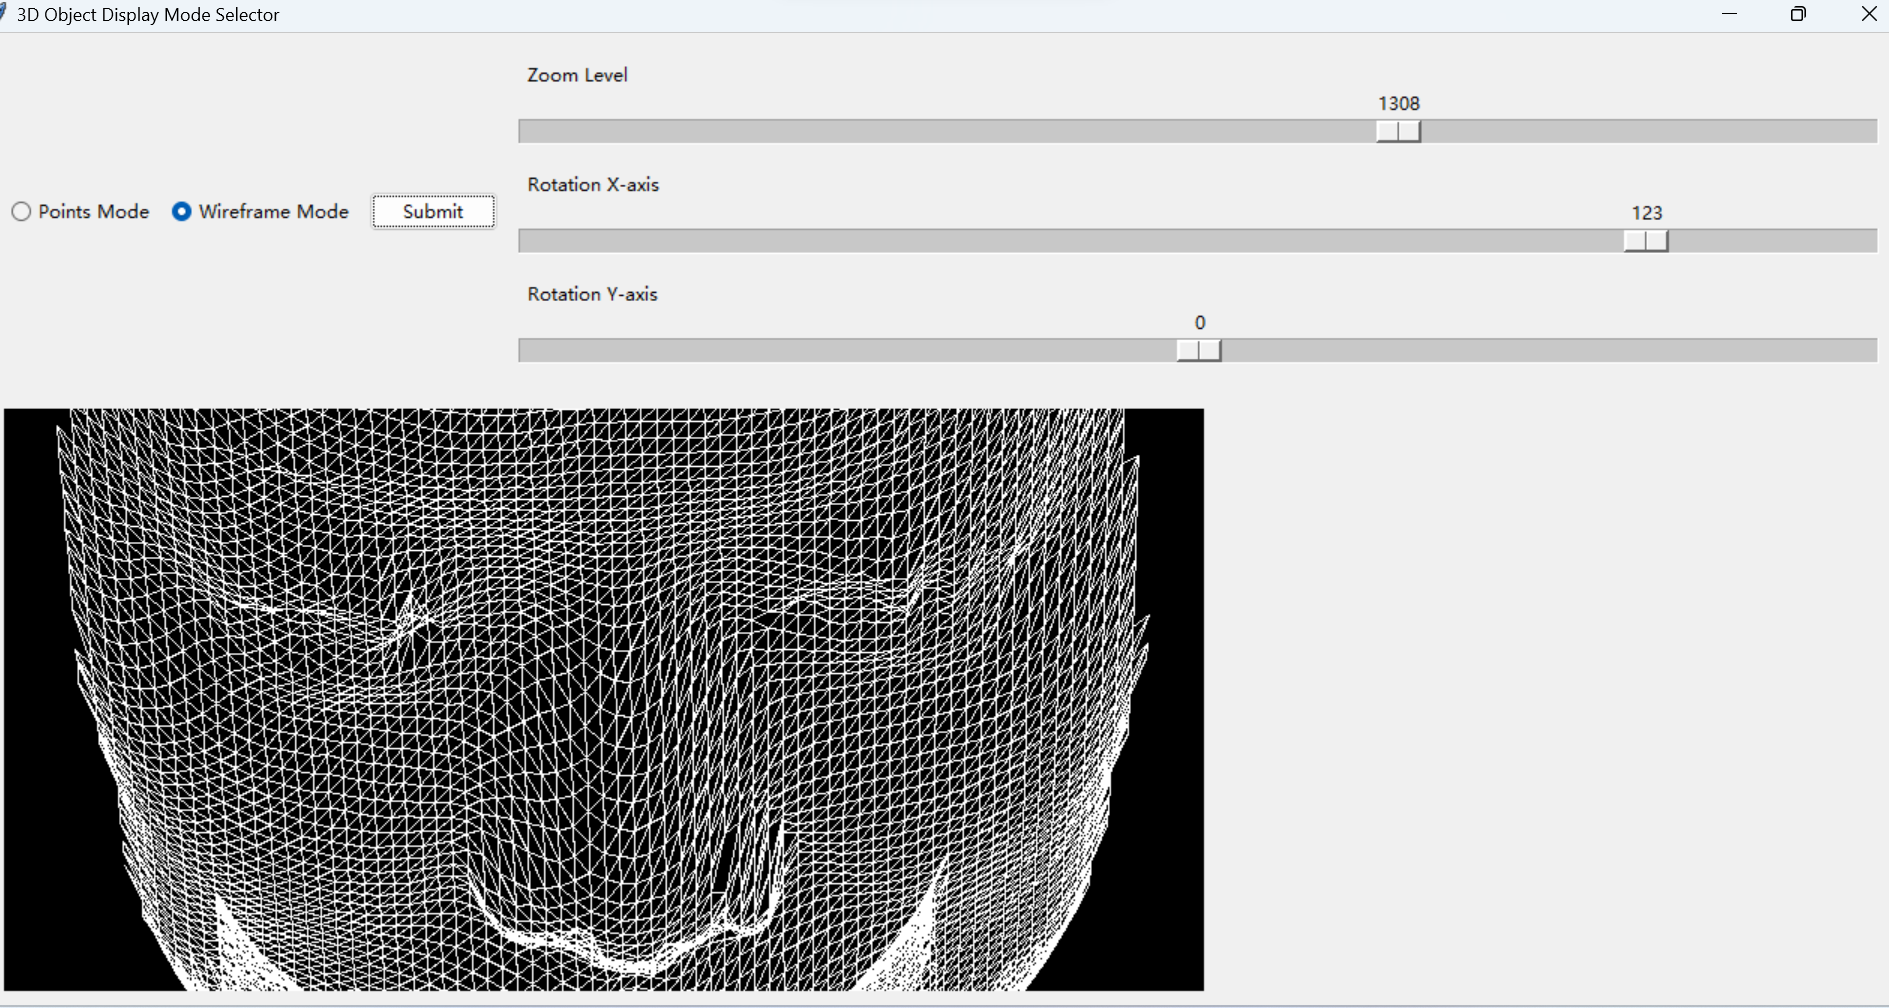 3D Object Display Mode Selector
Zoom Level
1308
Rotation X-axis
123
Points Mode
Wireframe Mode
Submit
Rotation Y-axis
0